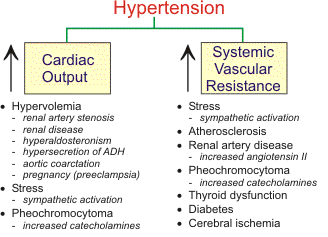 Hypertension
Cardiac
Output
• Hypervolemia
- renal artery stenosis
- renal disease
- hyperaldosteronism
- hypersecretion of ADH
- aortic coarctation
- pregnancy (preeclampsia)
• Stress
- sympathetic activation
• Pheochromocytoma
- increased catecholamines
Systemic
Vascular
Resistance
• Stress
- sympathetic activation
• Atherosclerosis
• Renal artery disease
- increased angiotensin II
• Pheochromocytoma
- increased catecholamines
• Thyroid dysfunction
• Diabetes
• Cerebral ischemia